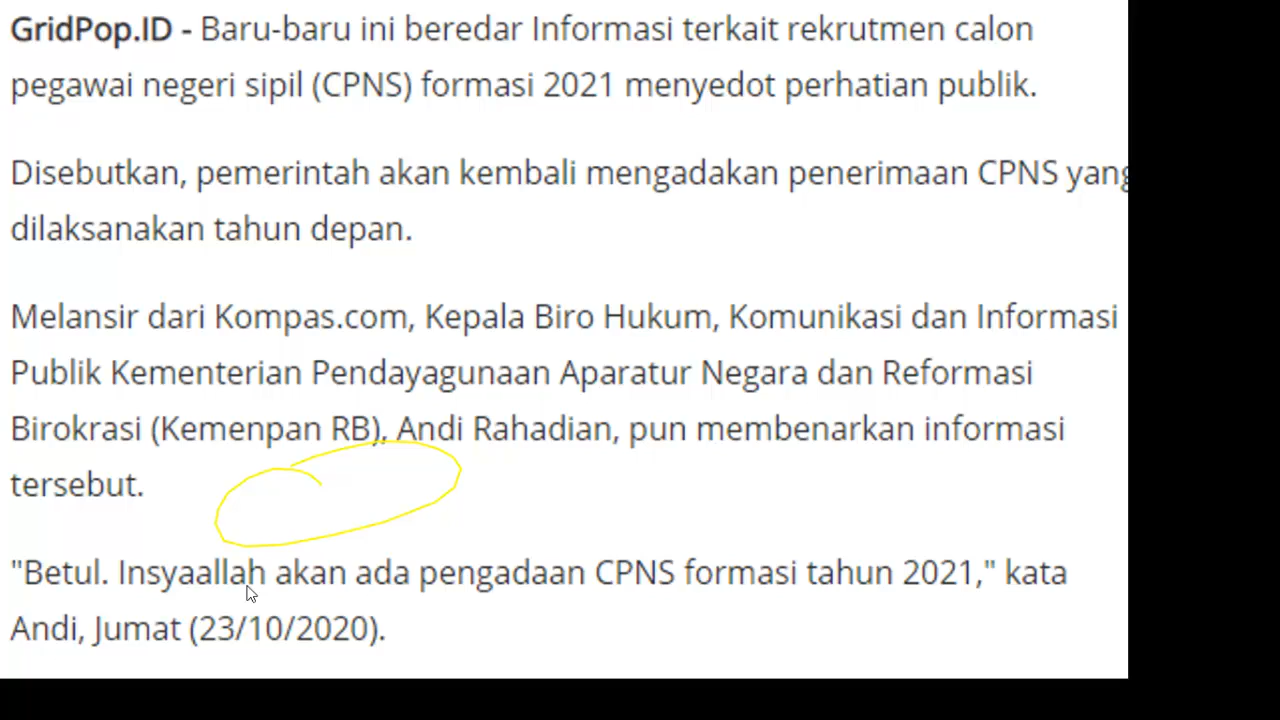 GridPop.ID - Baru-baru ini beredar Informasi terkait rekrutmen calon
pegawai negeri sipil (CPNS) formasi 2021 menyedot perhatian publik.
Disebutkan, pemerintah akan kembali mengadakan penerimaan CPNS yang
dilaksanakan tahun depan.
Melansir dari Kompas.com, Kepala Biro Hukum, Komunikasi dan Informasi
Publik Kementerian Pendayagunaan Aparatur Negara dan Reformasi
Birokrasi (Kemenpan RB), Andi Rahadian, pun membenarkan informasi
tersebut.
"Betul. Insyaallah akan ada pengadaan CPNS formasi tahun 2021," kata
Andi, Jumat (23/10/2020).